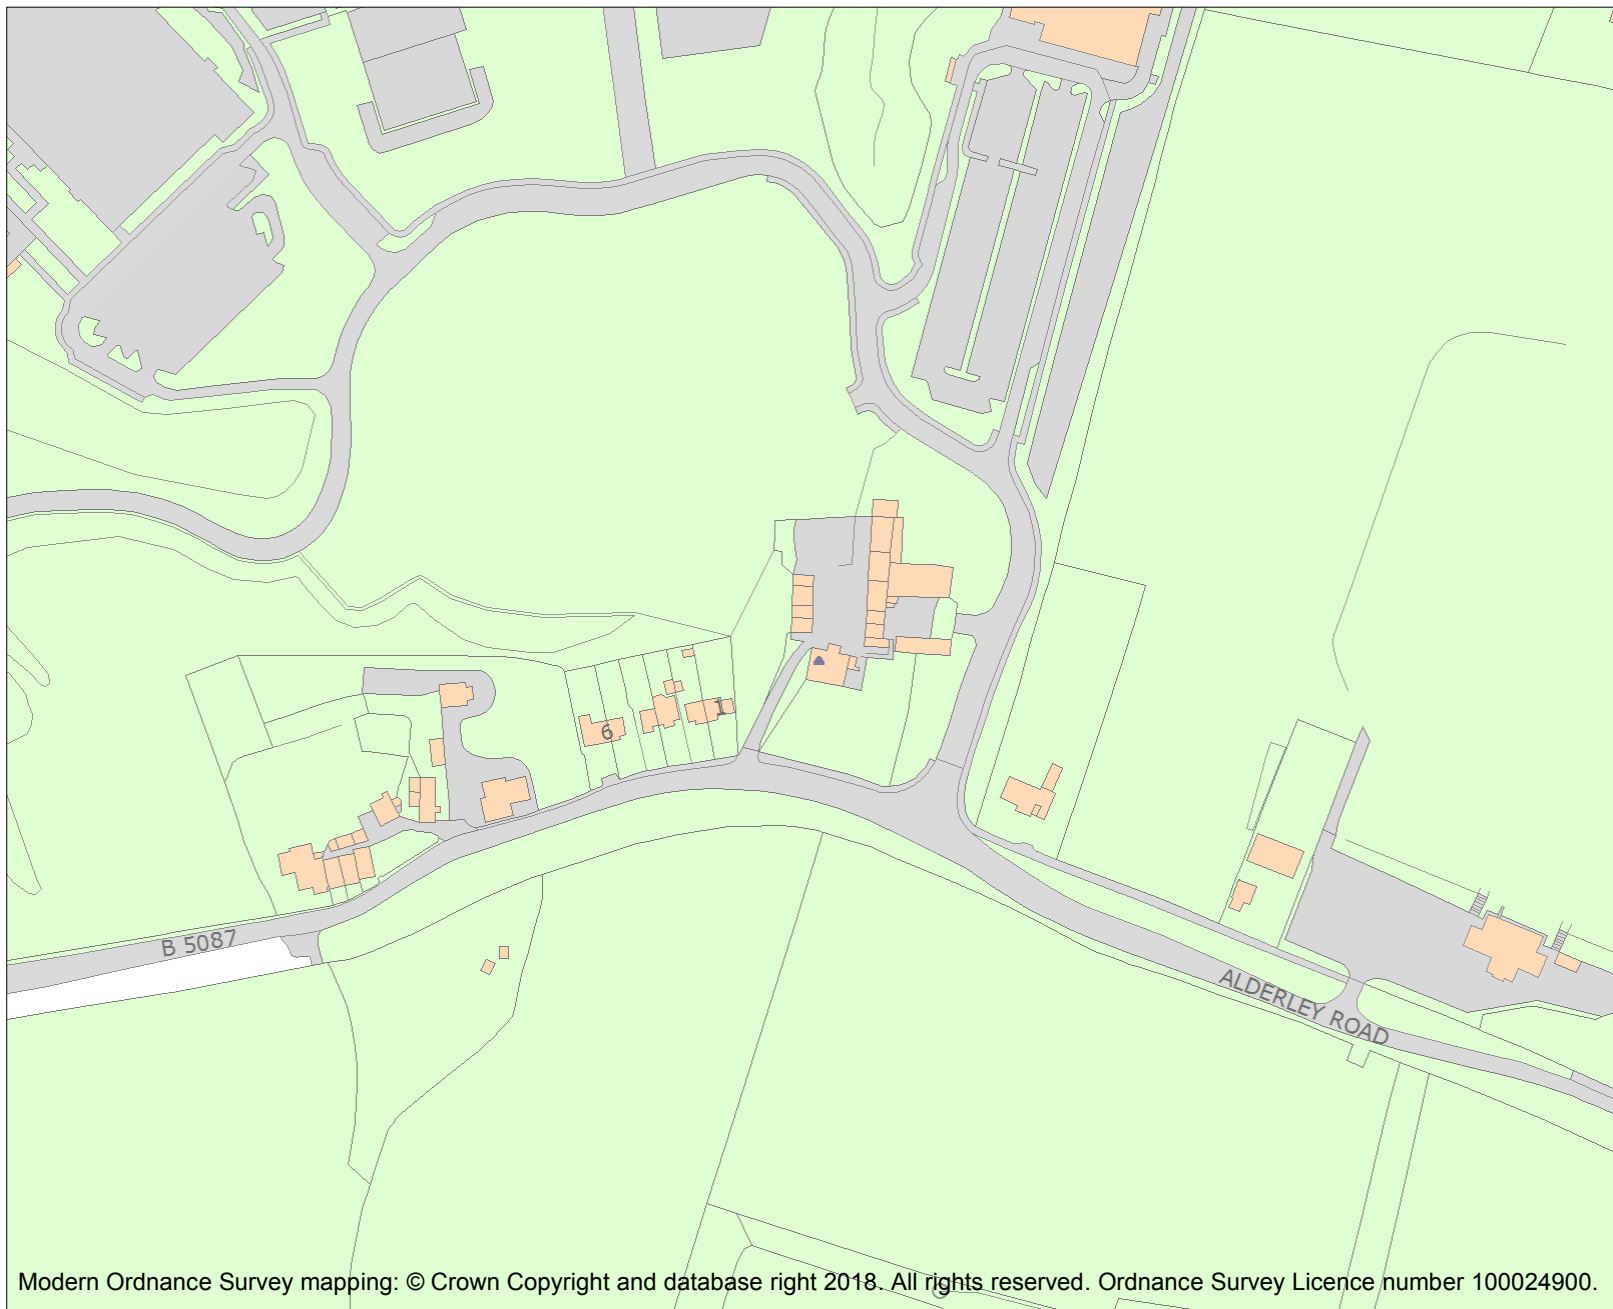 6
1
B 5087
ALDERLEY ROAD
Modern Ordnance Survey mapping: © Crown Copyright and database right 2018. All rights reserved. Ordnance Survey Licence number 100024900.